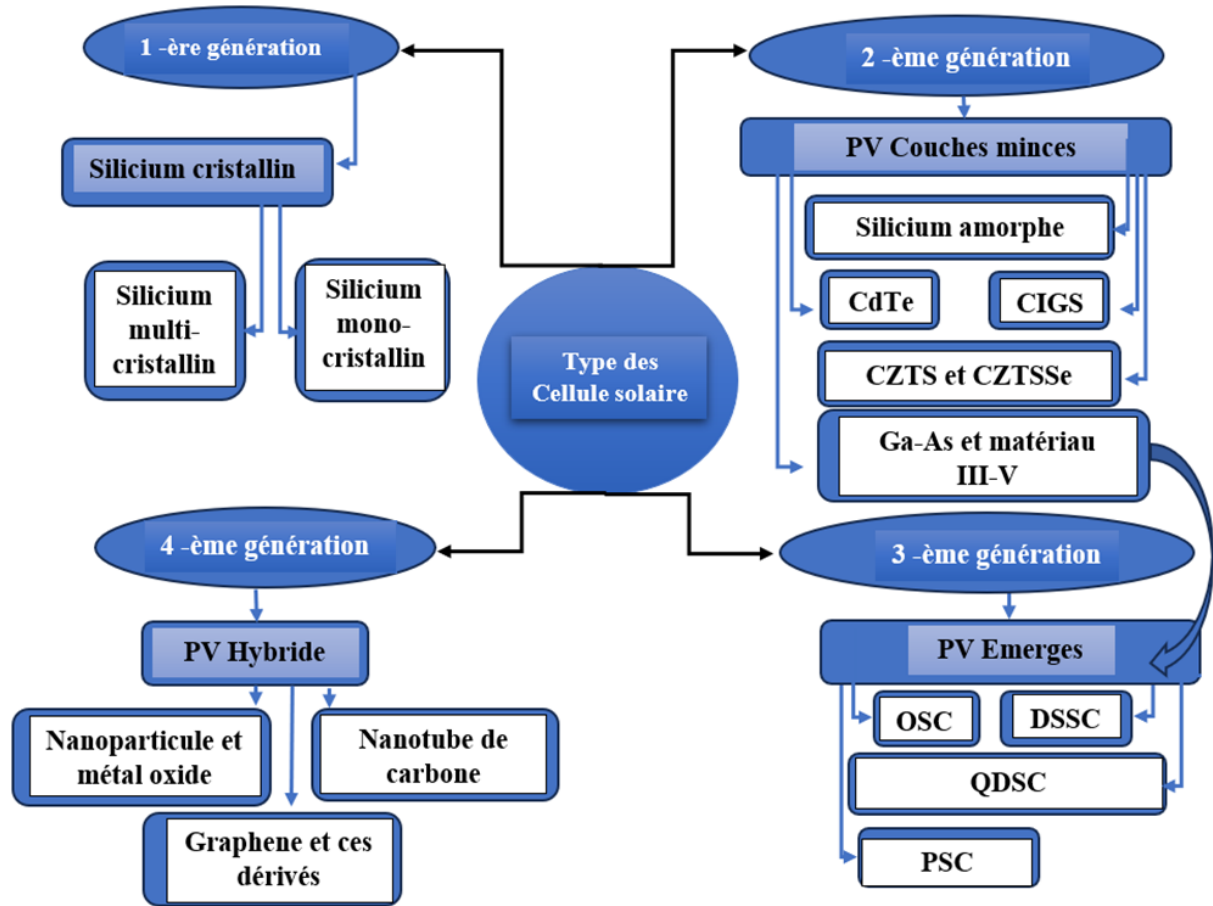 1 -ère génération
Silicium cristallin
Silicium
multi-
cristallin
Silicium
mono-
cristallin
2 -ème génération
PV Couches minces
Silicium amorphe
CdTe
CIGS
CZTS et CZTSSe
Ga-As et matériau
III-V
Type des
Cellule solaire
4 -ème génération
PV Hybride
Nanoparticule et
métal oxide
Nanotube de
carbone
Graphene et ces
dérivés
3 -ème génération
PV Emerges
OSC
DSSC
QDSC
PSC